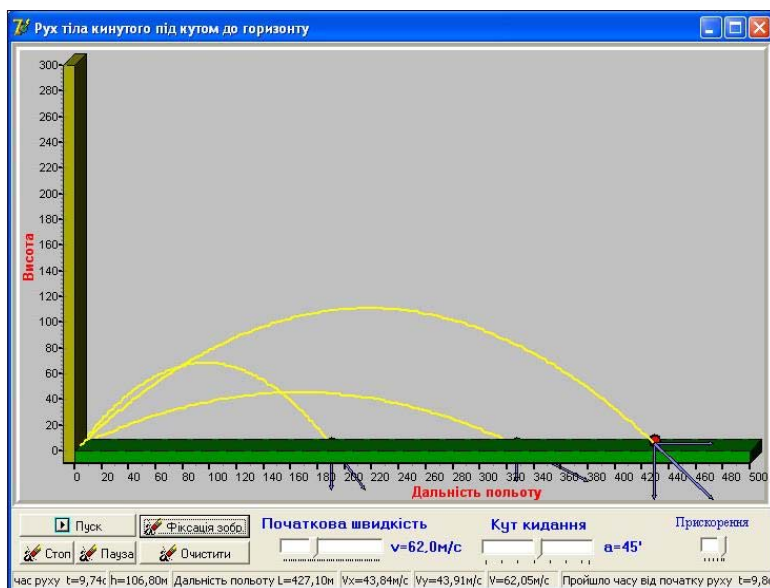 Рух тіла кинутого під кутом до горизонту
300
280
260
240
220
200
180
160
140
120
100
80
60
40
20
0
Висота
0 20 40 60 80 100 120 140 160 180 200 220 240 260 280 300 320 340 360 380 400 420 440 460 480 500
Дальність польоту
Пуск
Фіксація зобр.
Стоп
Пауза
Очистити
Початкова швидкість
v=62,0м/с
Кут кидання
a=45'
Прискорення
час руху t=9,74с h=106,80м Дальність польоту L=427,10м Vx=43,84м/с Vy=43,91м/с V=62,05м/с Пройшло часу від початку руху t=9,8